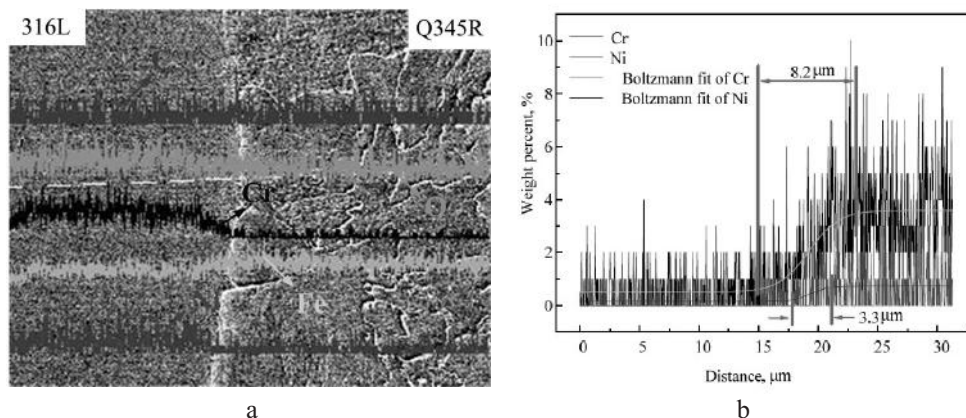 316L
Q345R
Cr
Fe
a
Weight percent, %
10
8
6
4
2
0
Cr
Ni
Boltzmann fit of Cr
Boltzmann fit of Ni
8.2μm
3.3μm
0 5 10 15 20 25 30
Distance, μm
b